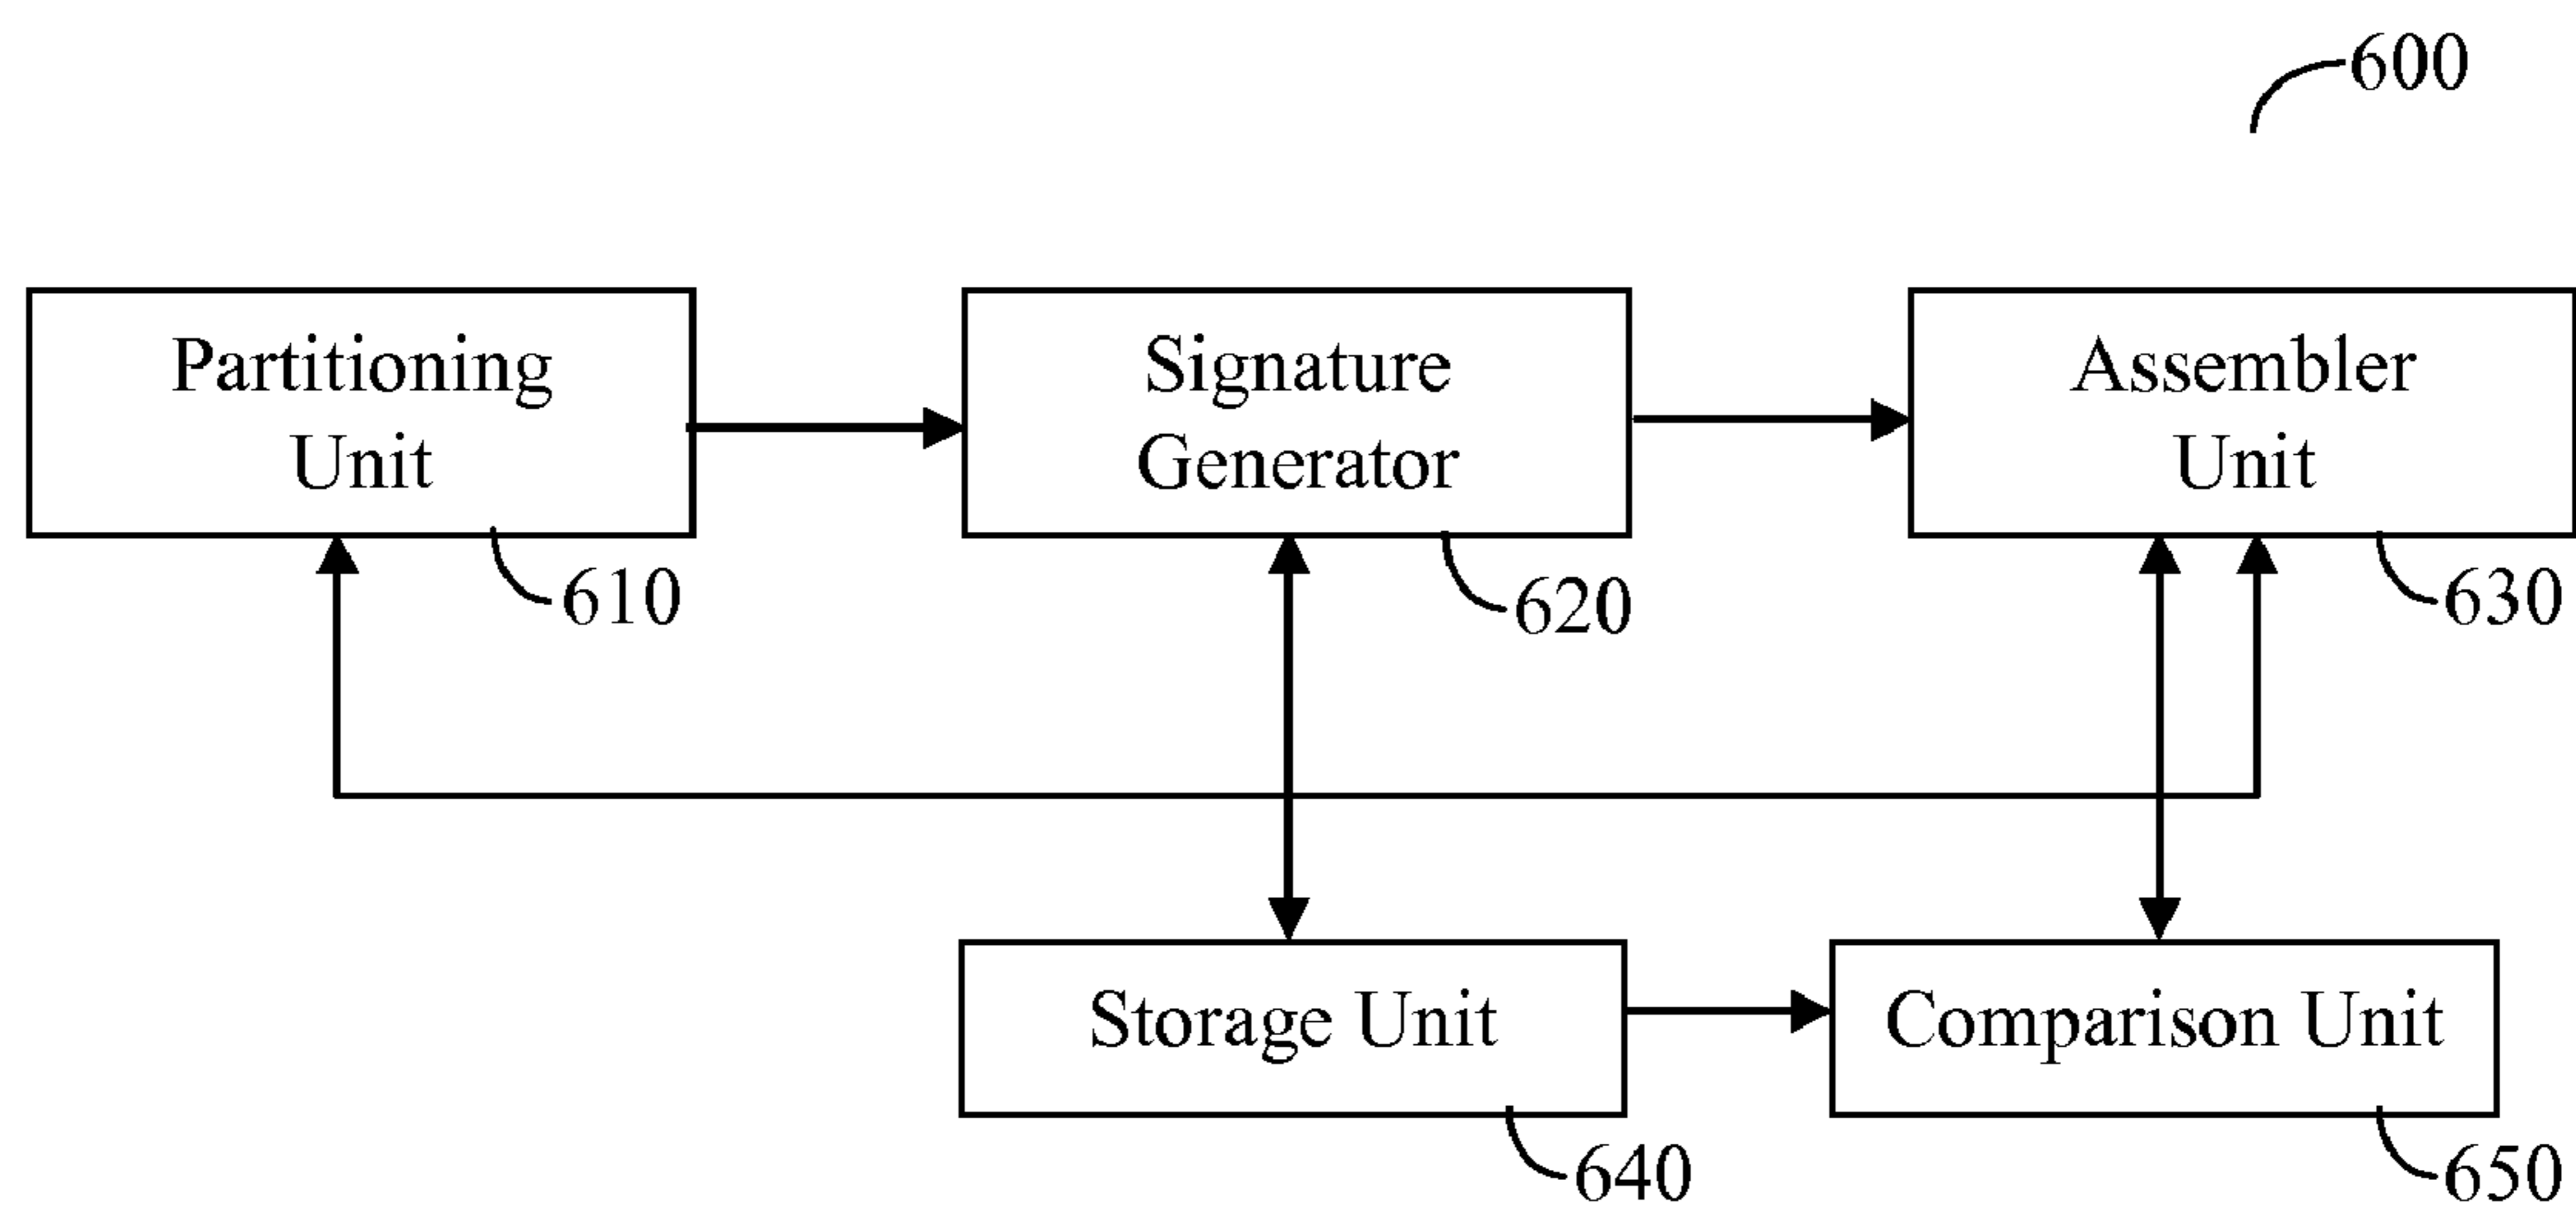 600
Partitioning
Unit
610
Signature
Generator
620
Assembler
Unit
630
Storage Unit
640
Comparison Unit
650